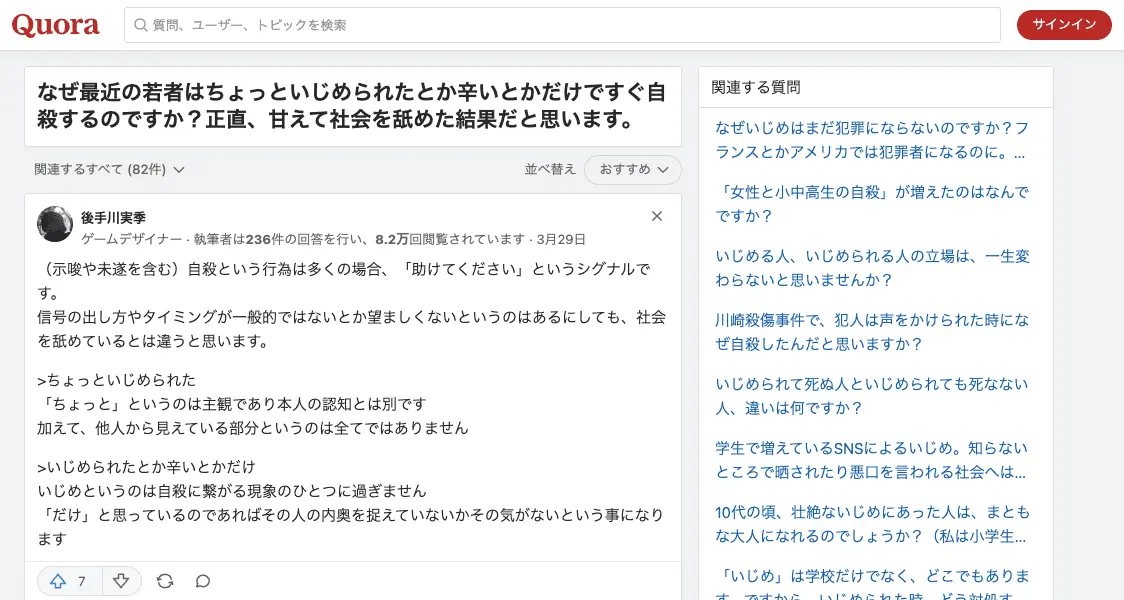 Quora
質問、ユーザー、トピックを検索
サインイン
なぜ最近の若者はちょっといじめられたとか辛いとかだけですぐ自
殺するのですか？正直、甘えて社会を舐めた結果だと思います。
関連するすべて (82件)
並べ替え
おすすめ
後手川実季
ゲームデザイナー · 執筆者は236件の回答を行い、8.2万回閲覧されています · 3月29日
（示唆や未遂を含む）自殺という行為は多くの場合、「助けてください」というシグナルで
す。
信号の出し方やタイミングが一般的ではないとか望ましくないというのはあるにしても、社会
を舐めているとは違うと思います。
>ちょっといじめられた
「ちょっと」というのは主観であり本人の認知とは別です
加えて、他人から見えている部分というのは全てではありません
>いじめられたとか辛いとかだけ
いじめというのは自殺に繋がる現象のひとつに過ぎません
「だけ」と思っているのであればその人の内奥を捉えていないかその気がないという事になり
ます
7
関連する質問
なぜいじめはまだ犯罪にならないのですか？フ
ランスとかアメリカでは犯罪者になるのに。...
「女性と小中高生の自殺」が増えたのはなんで
ですか？
いじめる人、いじめられる人の立場は、一生変
わらないと思いませんか？
川崎殺傷事件で、犯人は声をかけられた時にな
ぜ自殺したんだと思いますか？
いじめられて死ぬ人といじめられても死なない
人、違いは何ですか？
学生で増えているSNSによるいじめ。知らない
ところで晒されたり悪口を言われる社会へは...
10代の頃、壮絶ないじめにあった人は、まとも
な大人になれるのでしょうか？（私は小学生...
「いじめ」は学校だけでなく、どこでもありま
す。ですから、いじめられた時、どう対処す